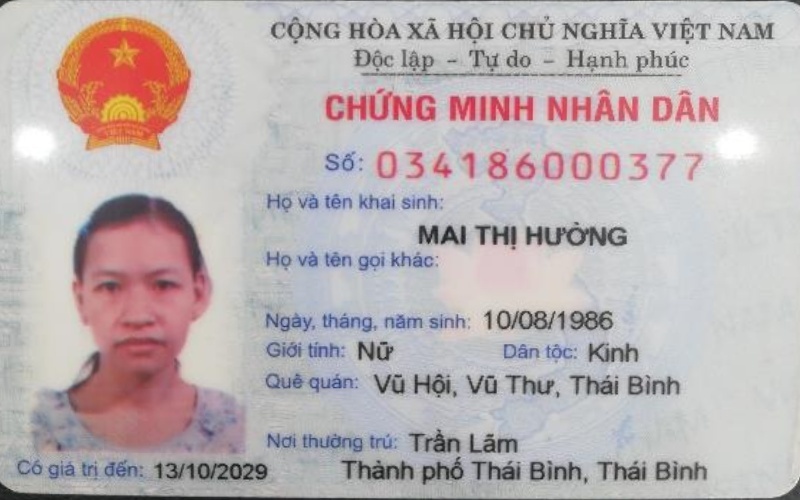 CỘNG HÒA XÃ HỘI CHỦ NGHĨA VIỆT NAM
Độc lập - Tự do - Hạnh phúc
CHỨNG MINH NHÂN DÂN
Số: 034186000377
Họ và tên khai sinh:
MAI THỊ HƯỜNG
Họ và tên gọi khác:
Ngày, tháng, năm sinh: 10/08/1986
Giới tính: Nữ Dân tộc: Kinh
Quê quán: Vũ Hội, Vũ Thư, Thái Bình
Nơi thường trú: Trần Lãm
Thành phố Thái Bình, Thái Bình
Có giá trị đến: 13/10/2029